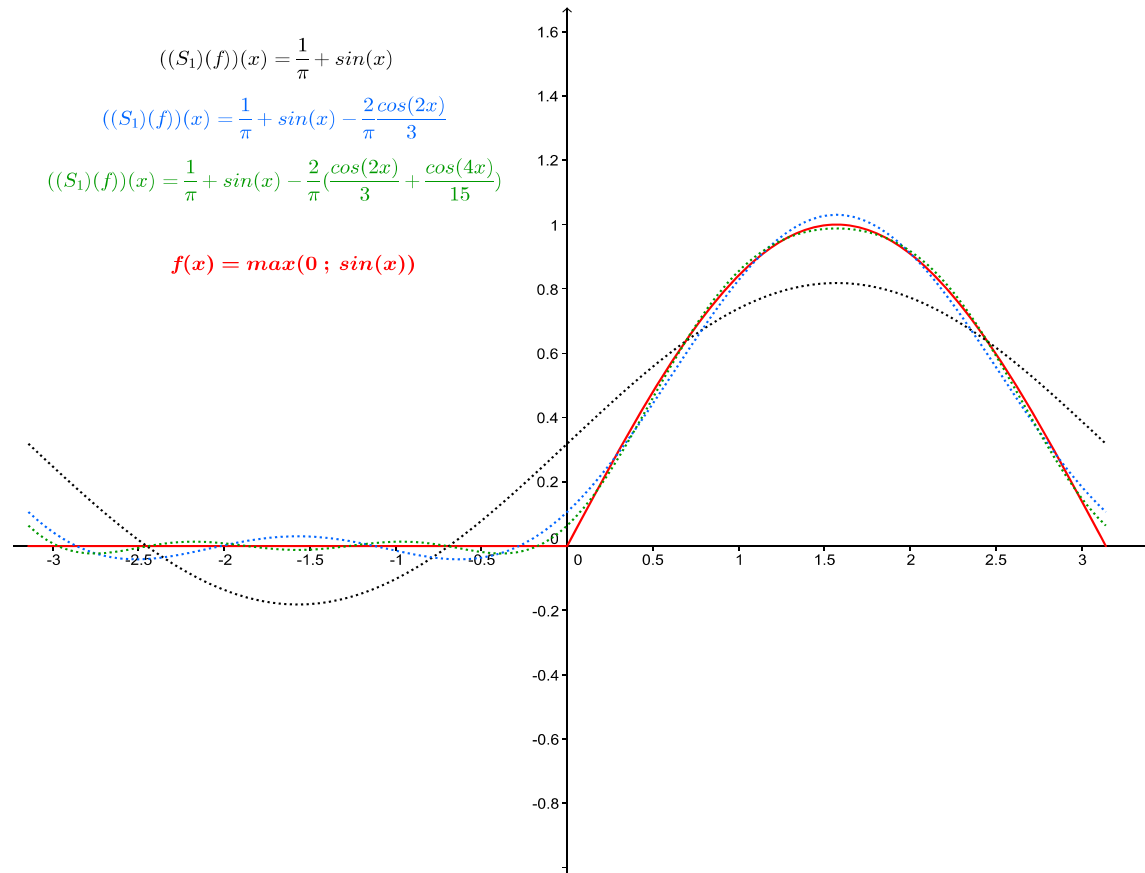 ((S₁)(f))(x) = 1/π + sin(x)
((S₁)(f))(x) = 1/π + sin(x) − 2/π cos(2x)/3
((S₁)(f))(x) = 1/π + sin(x) − 2/π(cos(2x)/3 + cos(4x)/15)
f(x) = max(0 ; sin(x))
1.6
1.4
1.2
1
0.8
0.6
0.4
0.2
0
-3 -2.5 -2 -1.5 -1 -0.5 0 0.5 1 1.5 2 2.5 3
-0.2
-0.4
-0.6
-0.8